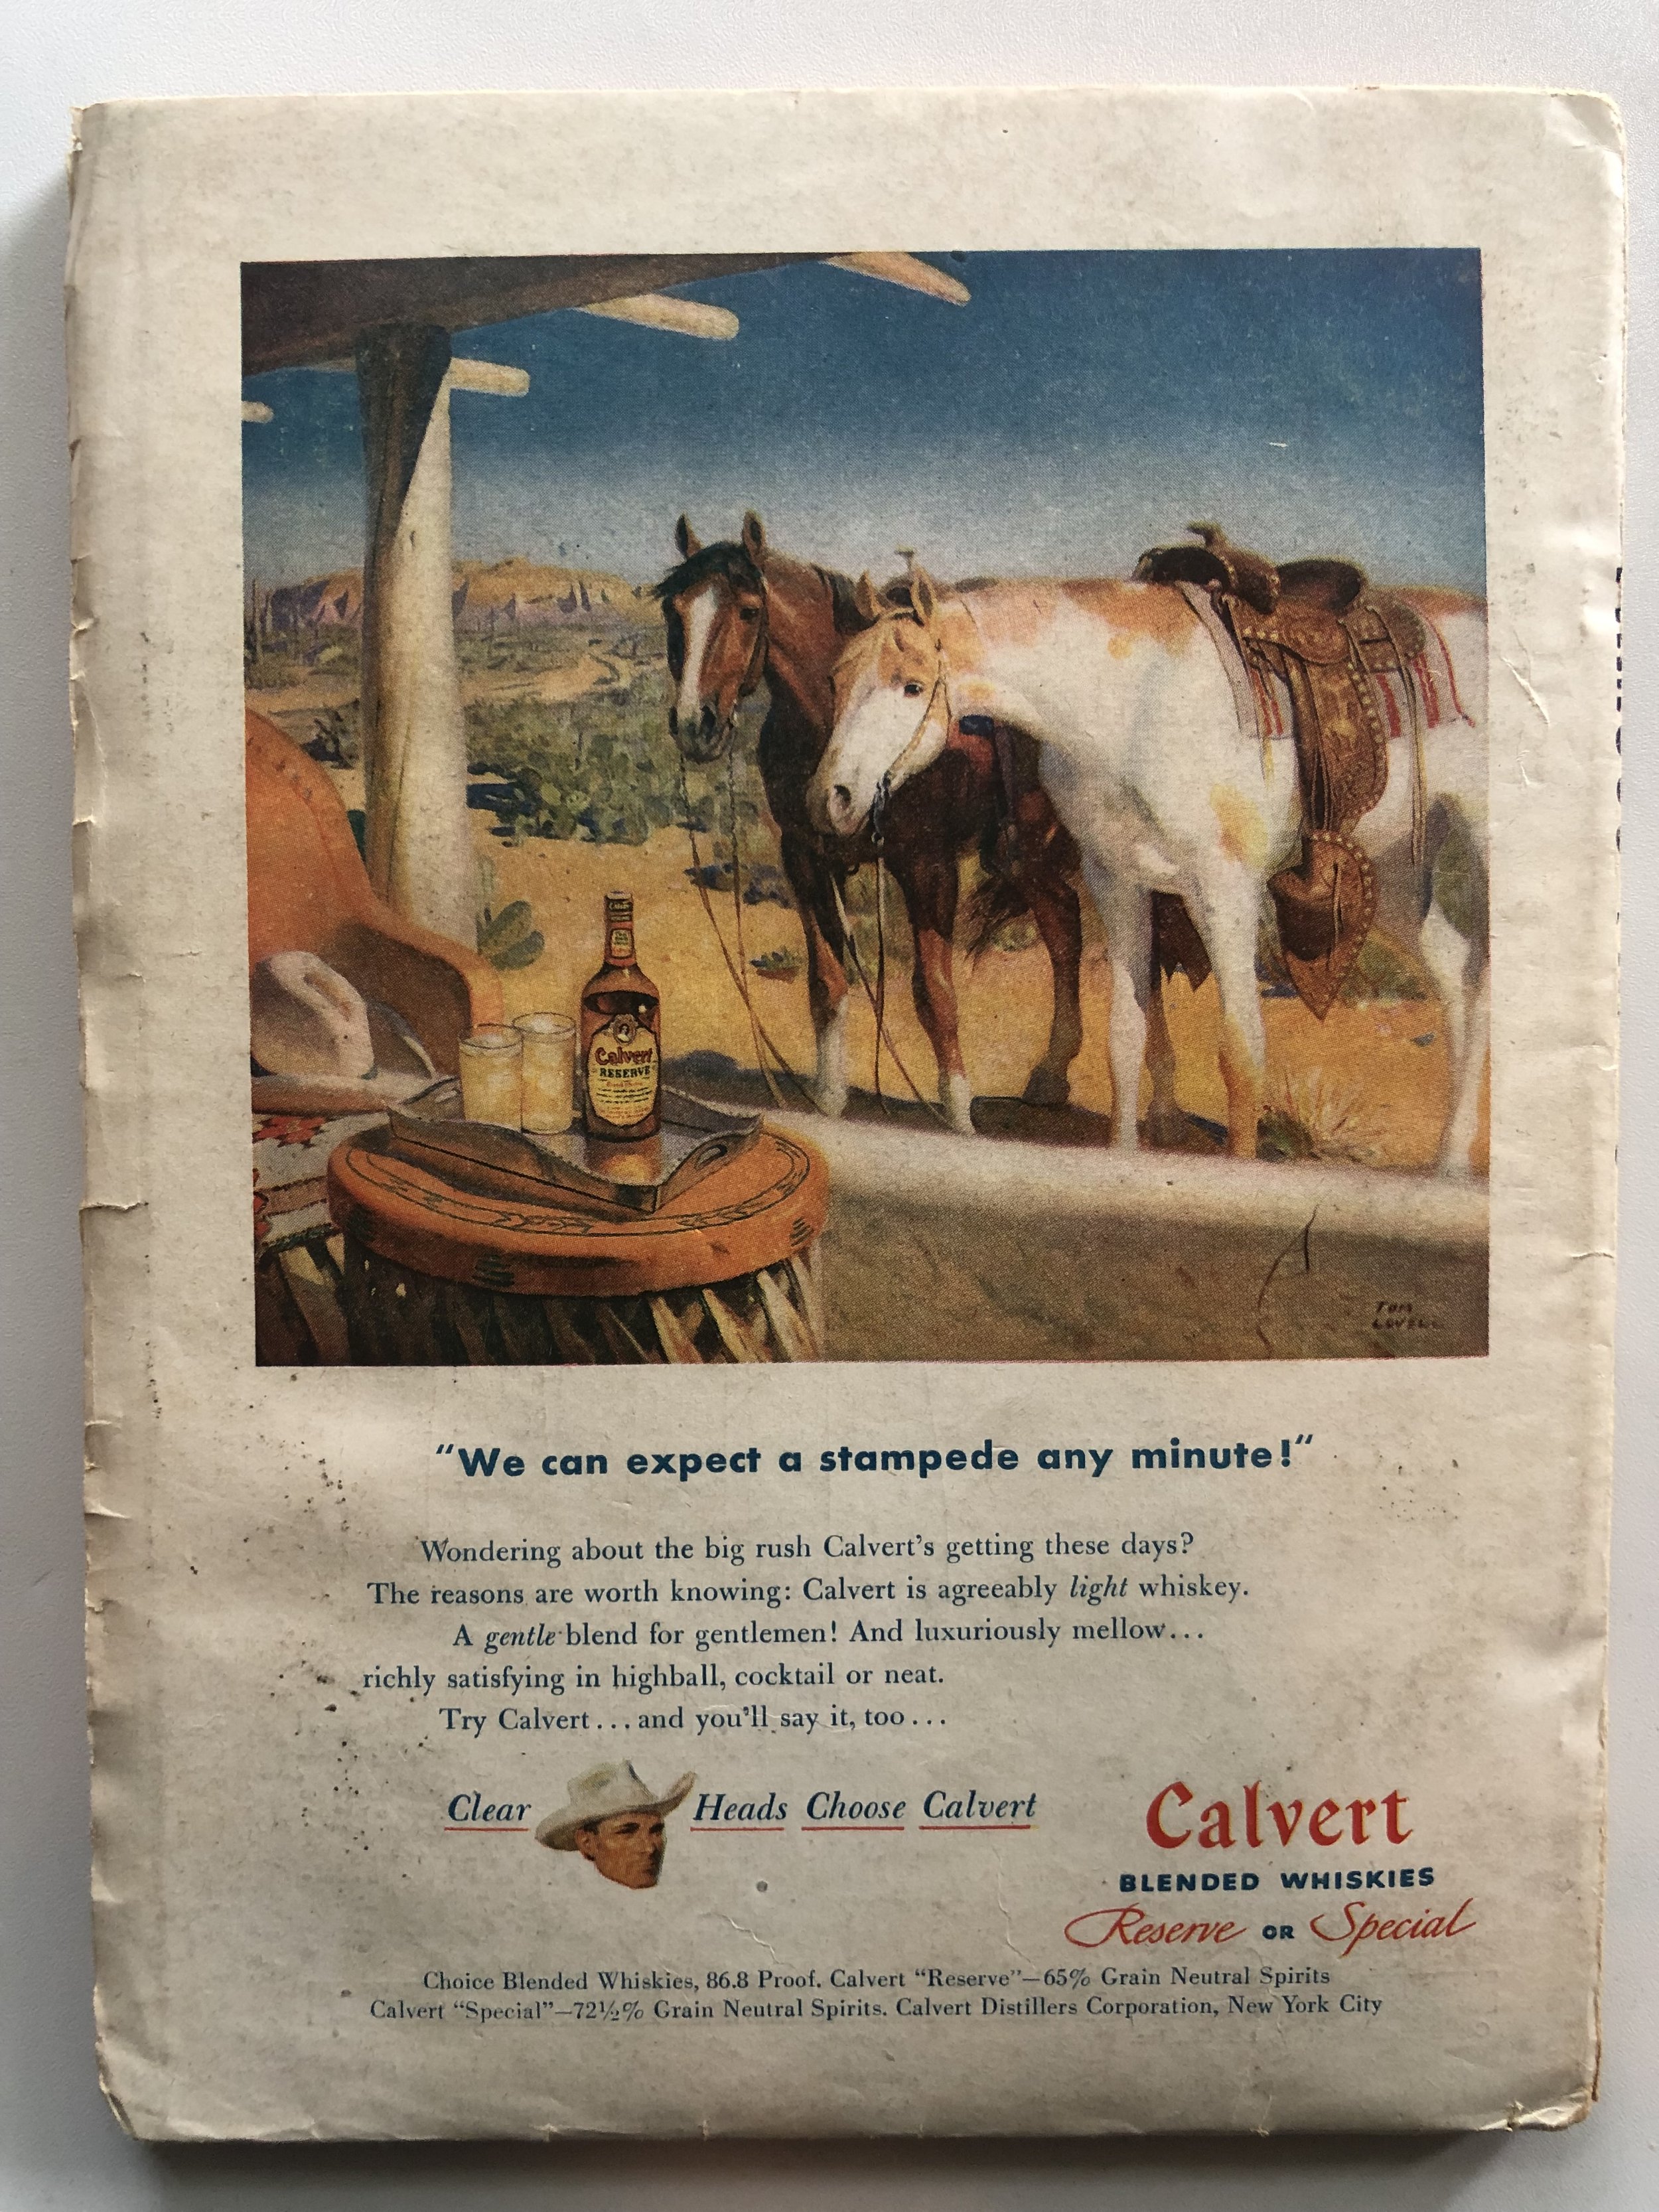 Calvert
RESERVE
TOM
LOVELL
“We can expect a stampede any minute!“
Wondering about the big rush Calvert’s getting these days?
The reasons are worth knowing: Calvert is agreeably light whiskey.
A gentle blend for gentlemen! And luxuriously mellow...
richly satisfying in highball, cocktail or neat.
Try Calvert...and you’ll say it, too...
Clear Heads Choose Calvert
Calvert
BLENDED WHISKIES
Reserve OR Special
Choice Blended Whiskies, 86.8 Proof. Calvert “Reserve”—65% Grain Neutral Spirits
Calvert “Special”—72½% Grain Neutral Spirits. Calvert Distillers Corporation, New York City